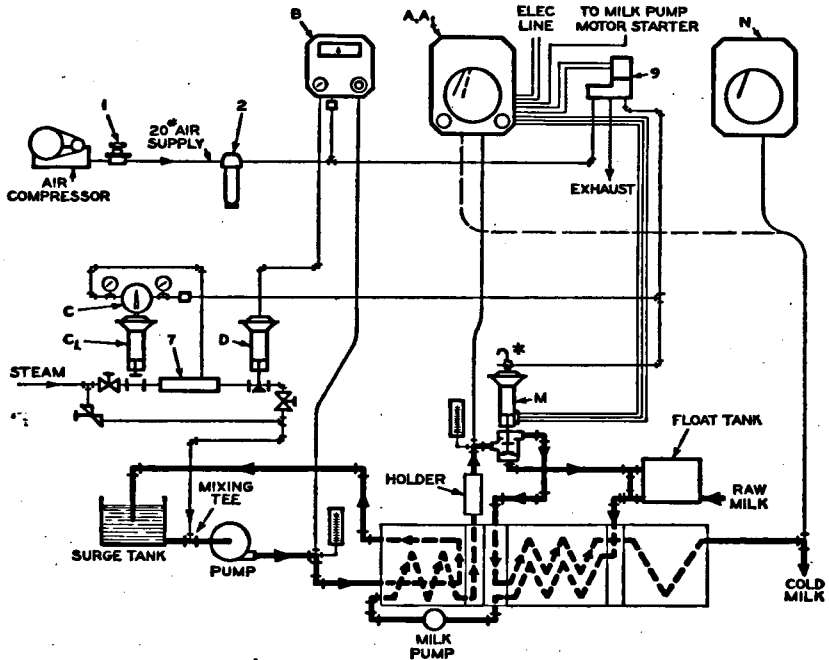 B
A,A,
ELEC
LINE
TO MILK PUMP
MOTOR STARTER
N
9
1
20# AIR
SUPPLY
2
AIR
COMPRESSOR
EXHAUST
C
C1
7
D
STEAM
*
M
FLOAT TANK
HOLDER
RAW
MILK
MIXING
TEE
SURGE TANK
PUMP
COLD
MILK
MILK
PUMP